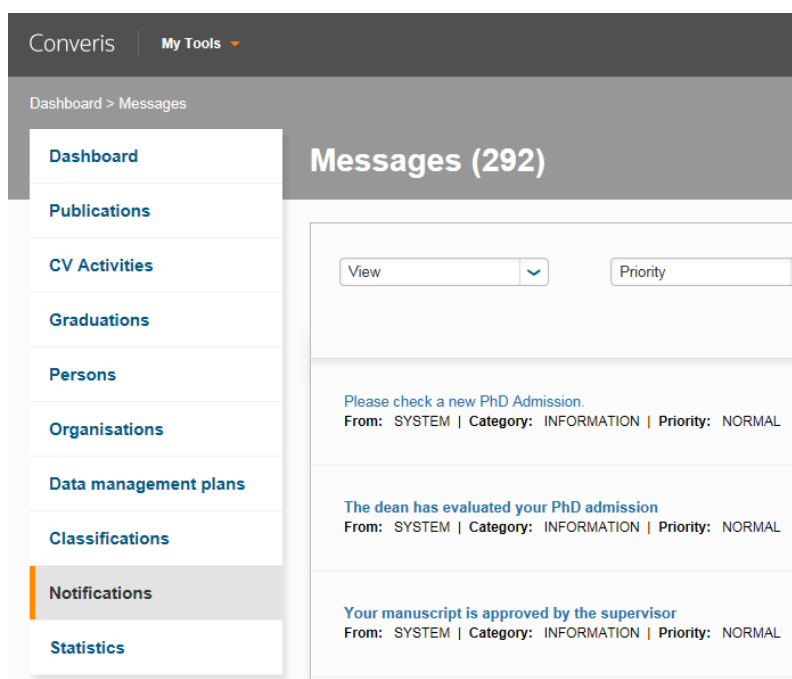 Converis My Tools
Dashboard > Messages
Dashboard
Publications
CV Activities
Graduations
Persons
Organisations
Data management plans
Classifications
Notifications
Statistics
Messages (292)
View Priority
Please check a new PhD Admission.
From: SYSTEM | Category: INFORMATION | Priority: NORMAL
The dean has evaluated your PhD admission
From: SYSTEM | Category: INFORMATION | Priority: NORMAL
Your manuscript is approved by the supervisor
From: SYSTEM | Category: INFORMATION | Priority: NORMAL